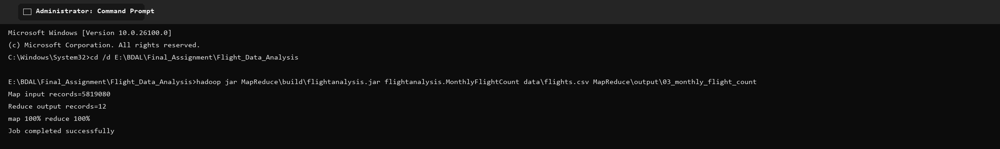 Administrator: Command Prompt
Microsoft Windows [Version 10.0.26100.0]
(c) Microsoft Corporation. All rights reserved.
C:\Windows\System32>cd /d E:\BDAL\Final_Assignment\Flight_Data_Analysis
E:\BDAL\Final_Assignment\Flight_Data_Analysis>hadoop jar MapReduce\build\flightanalysis.jar flightanalysis.MonthlyFlightCount data\flights.csv MapReduce\output\03_monthly_flight_count
Map input records=5819080
Reduce output records=12
map 100% reduce 100%
Job completed successfully